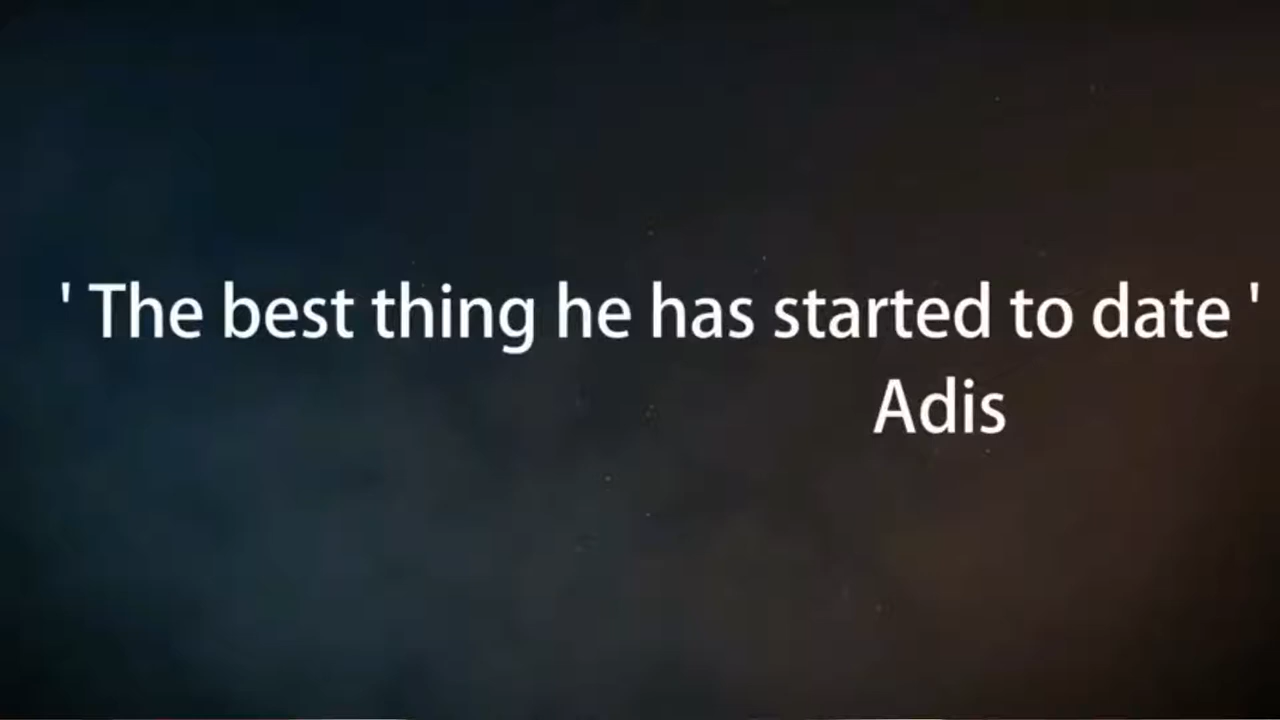 ' The best thing he has started to date '
Adis